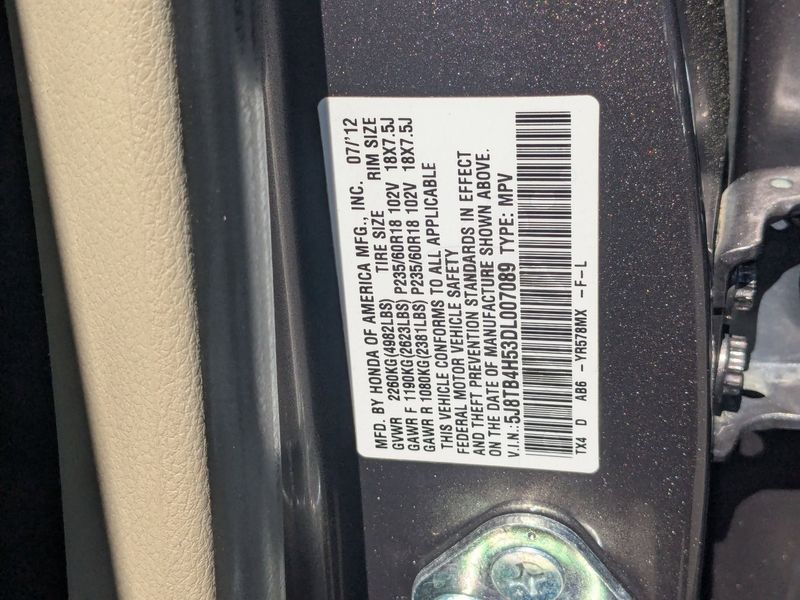 MFD. BY HONDA OF AMERICA MFG., INC. 07/'12
GVWR 2260KG(4982LBS) TIRE SIZE RIM SIZE
GAWR F 1190KG(2623LBS) P235/60R18 102V 18X7.5J
GAWR R 1080KG(2381LBS) P235/60R18 102V 18X7.5J
THIS VEHICLE CONFORMS TO ALL APPLICABLE
FEDERAL MOTOR VEHICLE SAFETY
AND THEFT PREVENTION STANDARDS IN EFFECT
ON THE DATE OF MANUFACTURE SHOWN ABOVE.
V.I.N.:5J8TB4H53DL007089 TYPE: MPV
TX4 D AB6 -YR578MX -F-L